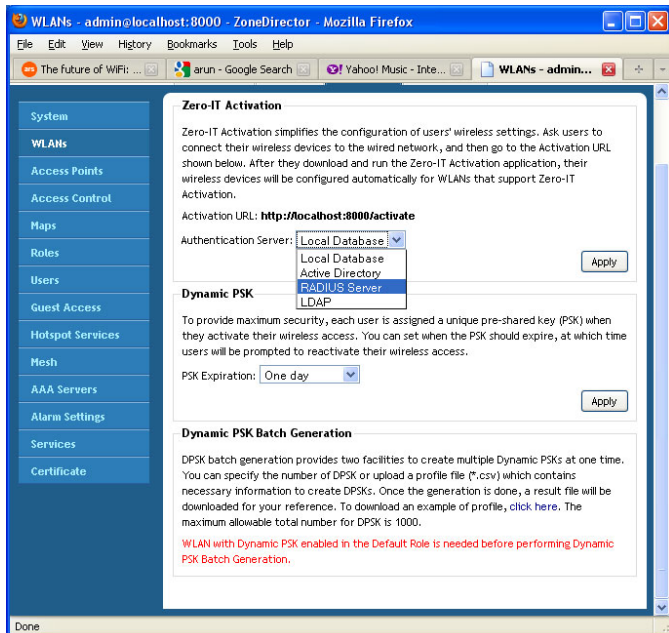 WLANs - admin@localhost:8000 - ZoneDirector - Mozilla Firefox
File Edit View History Bookmarks Tools Help
The future of WiFi: ...
arun - Google Search
Yahoo! Music - Inte...
WLANs - admin...
System
WLANs
Access Points
Access Control
Maps
Roles
Users
Guest Access
Hotspot Services
Mesh
AAA Servers
Alarm Settings
Services
Certificate
Zero-IT Activation
Zero-IT Activation simplifies the configuration of users' wireless settings. Ask users to
connect their wireless devices to the wired network, and then go to the Activation URL
shown below. After they download and run the Zero-IT Activation application, their
wireless devices will be configured automatically for WLANs that support Zero-IT
Activation.
Activation URL: http://localhost:8000/activate
Authentication Server: Local Database
Local Database
Active Directory
RADIUS Server
LDAP
Apply
Dynamic PSK
To provide maximum security, each user is assigned a unique pre-shared key (PSK) when
they activate their wireless access. You can set when the PSK should expire, at which time
users will be prompted to reactivate their wireless access.
PSK Expiration: One day
Apply
Dynamic PSK Batch Generation
DPSK batch generation provides two facilities to create multiple Dynamic PSKs at one time.
You can specify the number of DPSK or upload a profile file (*.csv) which contains
necessary information to create DPSKs. Once the generation is done, a result file will be
downloaded for your reference. To download an example of profile, click here. The
maximum allowable total number for DPSK is 1000.
WLAN with Dynamic PSK enabled in the Default Role is needed before performing Dynamic
PSK Batch Generation.
Done